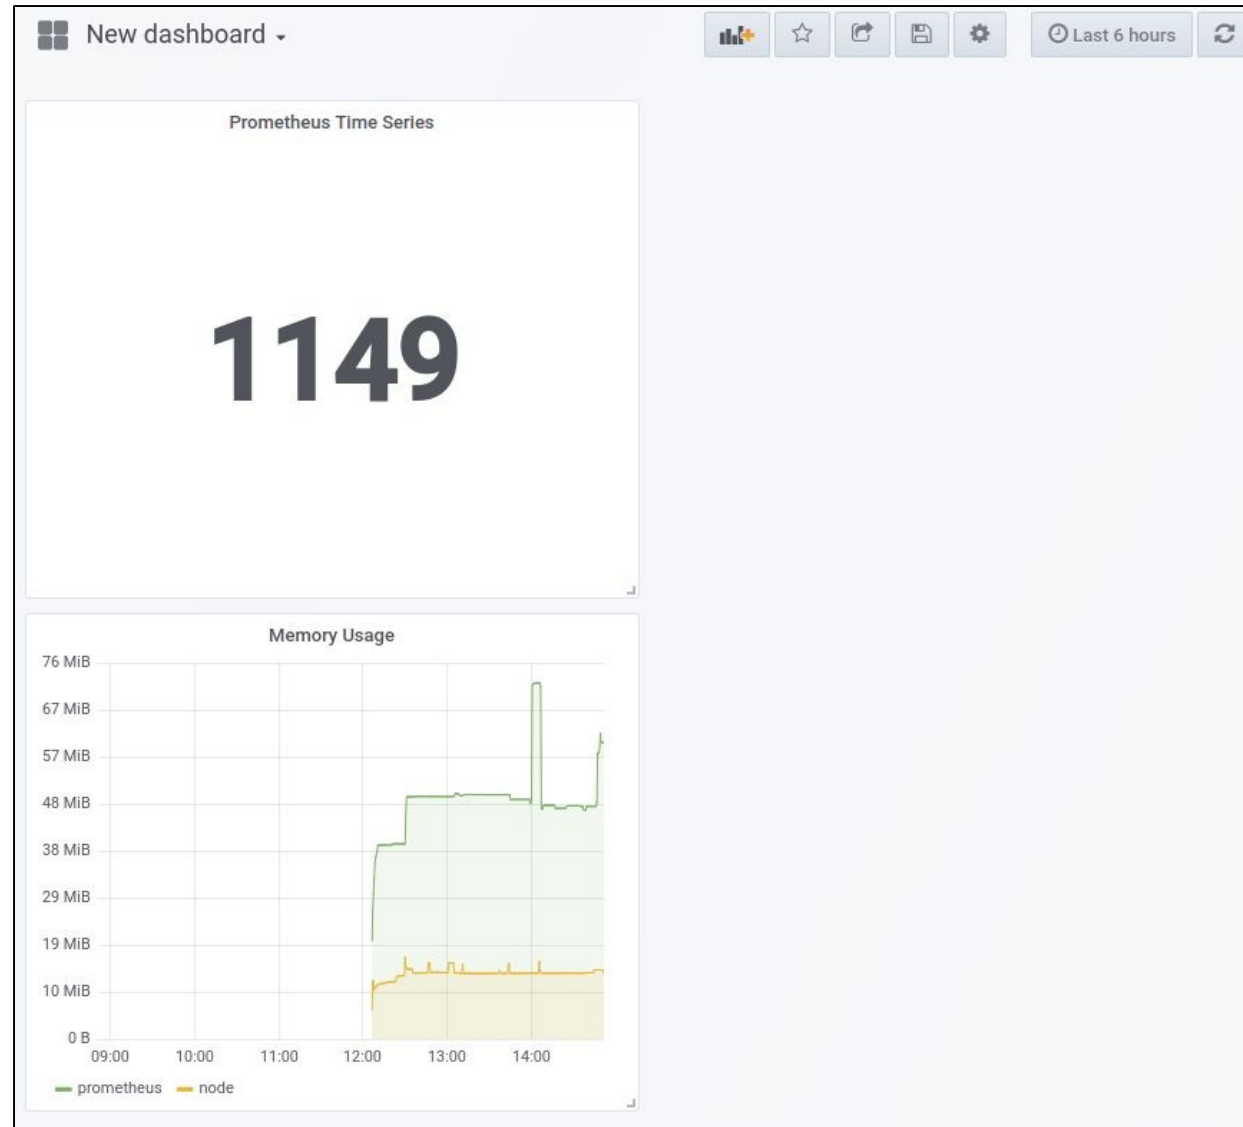 New dashboard
Last 6 hours
Prometheus Time Series
1149
Memory Usage
76 MiB
67 MiB
57 MiB
48 MiB
38 MiB
29 MiB
19 MiB
10 MiB
0 B
09:00 10:00 11:00 12:00 13:00 14:00
prometheus node